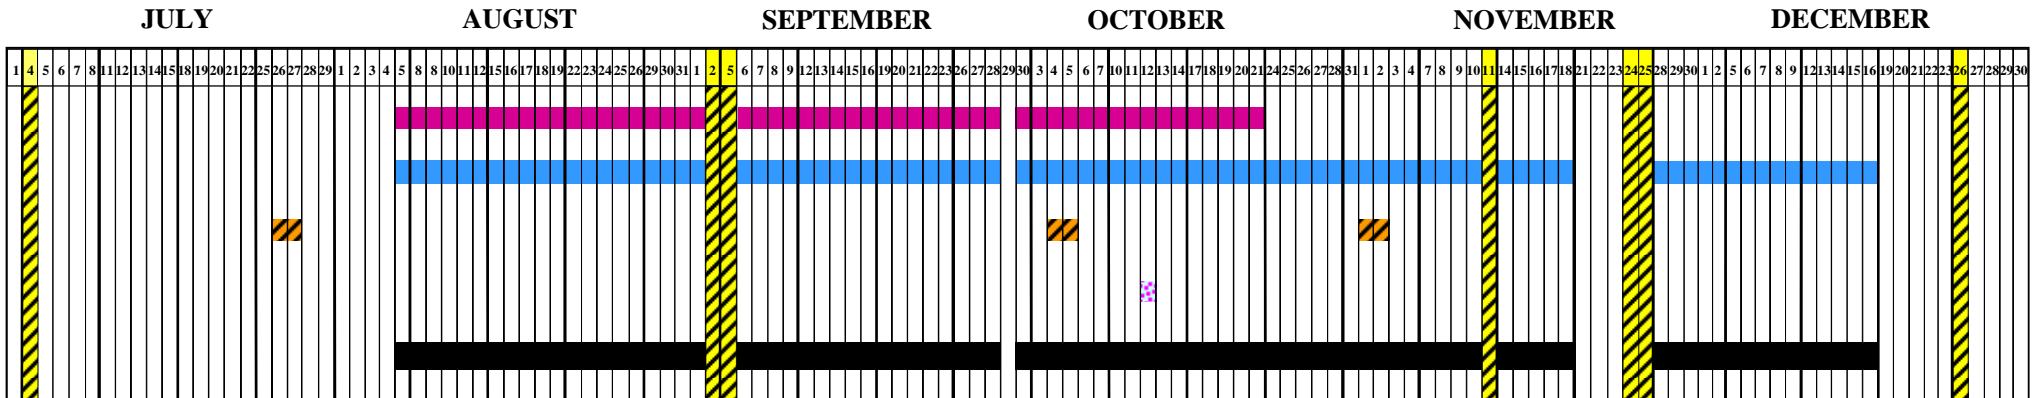 JULY AUGUST SEPTEMBER OCTOBER NOVEMBER DECEMBER
1 4 5 6 7 8 11 12 13 14 15 18 19 20 21 22 25 26 27 28 29 1 2 3 4 5 8 8 10 11 12 15 16 17 18 19 22 23 24 25 26 29 30 31 1 2 5 6 7 8 9 12 13 14 15 16 19 20 21 22 23 26 27 28 29 30 3 4 5 6 7 10 11 12 13 14 17 18 19 20 21 24 25 26 27 28 31 1 2 3 4 7 8 9 10 11 14 15 16 17 18 21 22 23 24 25 28 29 30 1 2 5 6 7 8 9 12 13 14 15 16 19 20 21 22 23 26 27 28 29 30